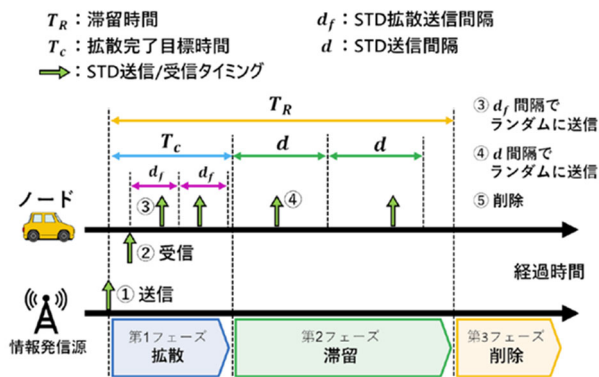 T_R：滞留時間
d_f：STD拡散送信間隔
T_c：拡散完了目標時間
d：STD送信間隔
：STD送信/受信タイミング
T_R
③ d_f 間隔で
ランダムに送信
T_c
d
d
④ d 間隔で
ランダムに送信
d_f
d_f
⑤ 削除
ノード
③
④
② 受信
経過時間
① 送信
情報発信源
第1フェーズ
拡散
第2フェーズ
滞留
第3フェーズ
削除